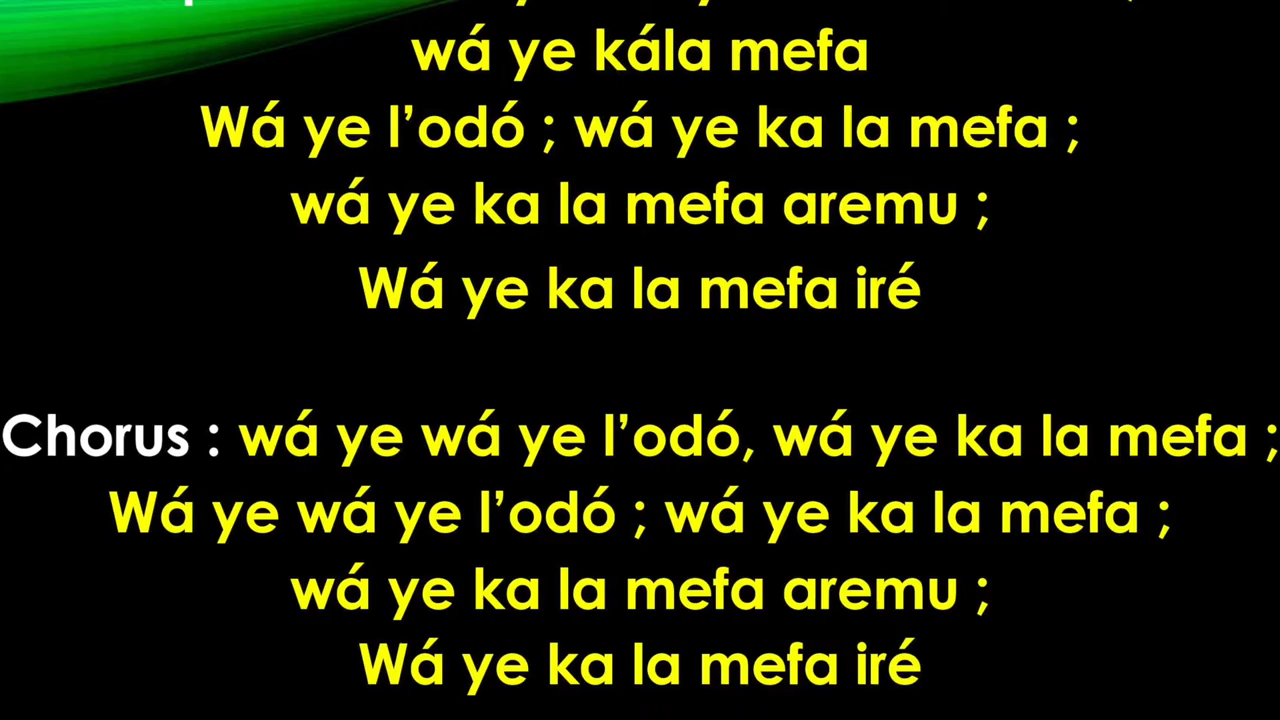 wá ye kála mefa
Wá ye l’odó ; wá ye ka la mefa ;
wá ye ka la mefa aremu ;
Wá ye ka la mefa iré
Chorus : wá ye wá ye l’odó, wá ye ka la mefa ;
Wá ye wá ye l’odó ; wá ye ka la mefa ;
wá ye ka la mefa aremu ;
Wá ye ka la mefa iré